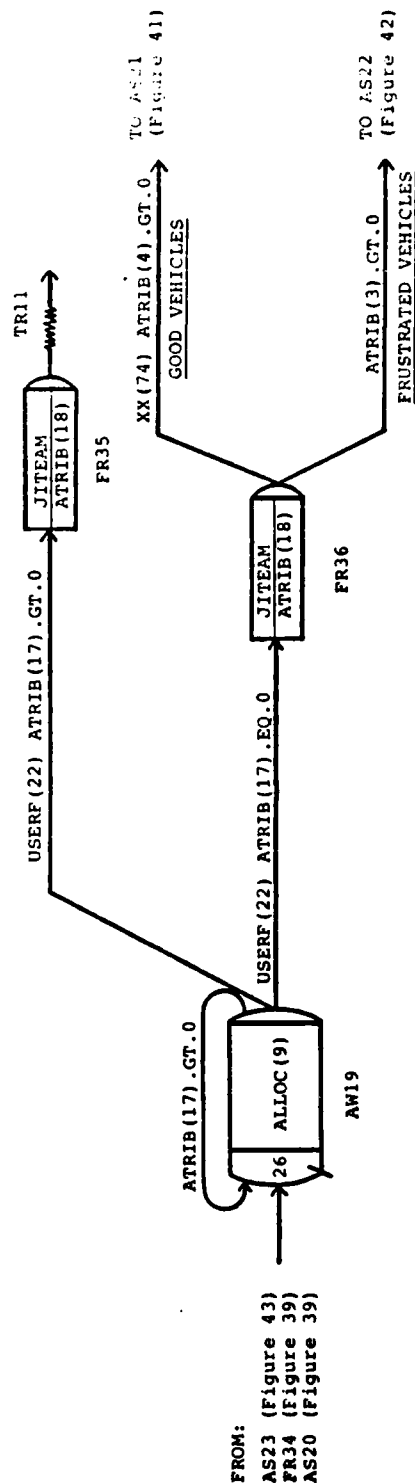 FROM:
AS23 (Figure 43)
FR34 (Figure 39)
AS20 (Figure 39)
ATRIB(17).GT.0
26
ALLOC(9)
AW19
USERF(22) ATRIB(17).GT.0
JITEAM
ATRIB(18)
FR35
TR11
USERF(22) ATRIB(17).EQ.0
JITEAM
ATRIB(18)
FR36
XX(74) ATRIB(4).GT.0
GOOD VEHICLES
TO AS21
(Figure 41)
ATRIB(3).GT.0
FRUSTRATED VEHICLES
TO AS22
(Figure 42)